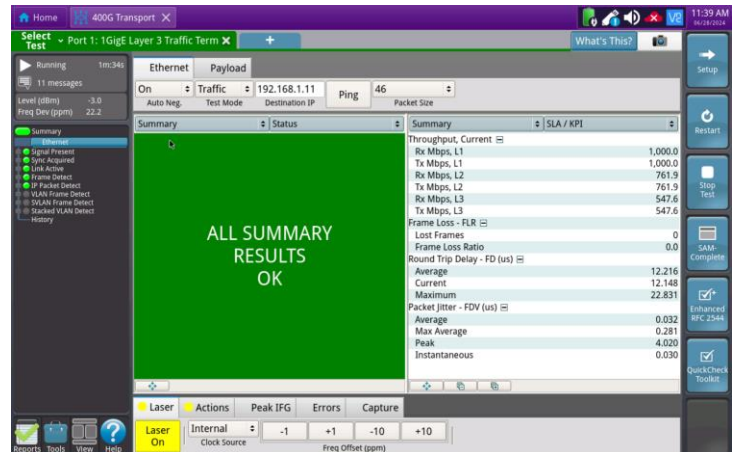 Home
400G Transport
V2
11:39 AM
06/28/2024
Select Test
Port 1: 1GigE Layer 3 Traffic Term
What's This?
Running 1m:34s
11 messages
Level (dBm) -3.0
Freq Dev (ppm) 22.2
Summary
Ethernet
Signal Present
Sync Acquired
Link Active
Frame Detect
IP Packet Detect
VLAN Frame Detect
SVLAN Frame Detect
Stacked VLAN Detect
History
Ethernet Payload
On Traffic 192.168.1.11 Ping 46
Auto Neg. Test Mode Destination IP Packet Size
Summary Status
ALL SUMMARY
RESULTS
OK
Summary SLA / KPI
Throughput, Current
Rx Mbps, L1 1,000.0
Tx Mbps, L1 1,000.0
Rx Mbps, L2 761.9
Tx Mbps, L2 761.9
Rx Mbps, L3 547.6
Tx Mbps, L3 547.6
Frame Loss - FLR
Lost Frames 0
Frame Loss Ratio 0.0
Round Trip Delay - FD (us)
Average 12.216
Current 12.148
Maximum 22.831
Packet Jitter - FDV (us)
Average 0.032
Max Average 0.281
Peak 4.020
Instantaneous 0.030
Laser Actions Peak IFG Errors Capture
Laser On
Internal -1 +1 -10 +10
Clock Source Freq Offset (ppm)
Reports Tools View Help
Setup
Restart
Stop Test
SAM-Complete
Enhanced RFC 2544
QuickCheck Toolkit